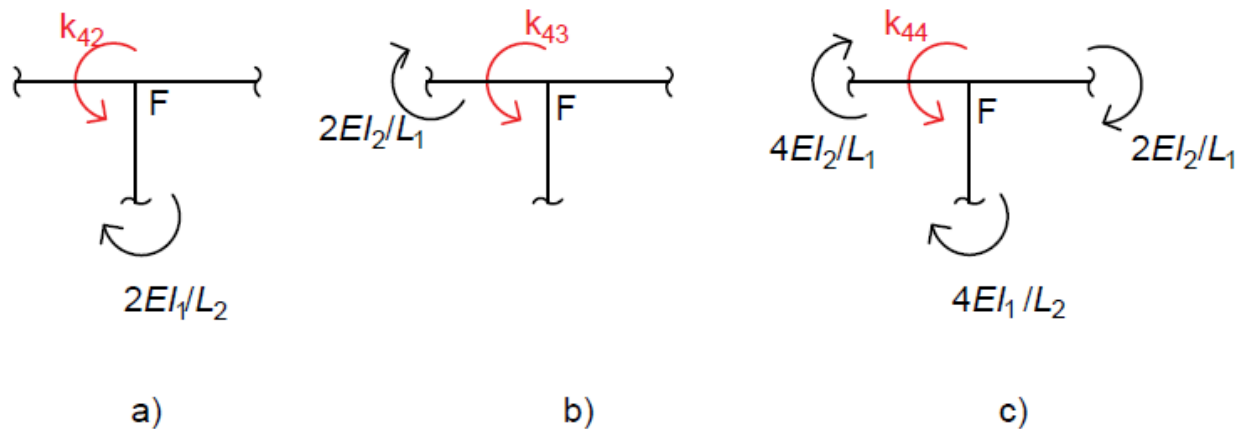 k₄₂
F
2EI₁/L₂
a)
k₄₃
F
2EI₂/L₁
b)
k₄₄
F
4EI₂/L₁
2EI₂/L₁
4EI₁/L₂
c)